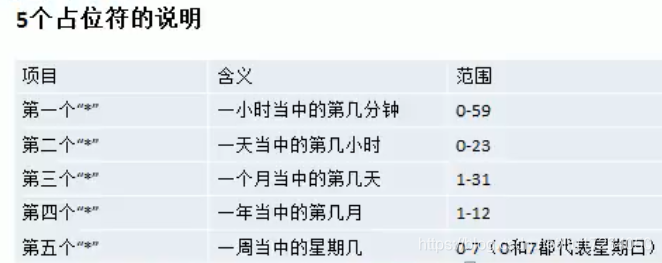 5个占位符的说明
项目 含义 范围
第一个“*” 一小时当中的第几分钟 0-59
第二个“*” 一天当中的第几小时 0-23
第三个“*” 一个月当中的第几天 1-31
第四个“*” 一年当中的第几月 1-12
第五个“*” 一周当中的星期几 0-7（0和7都代表星期日）